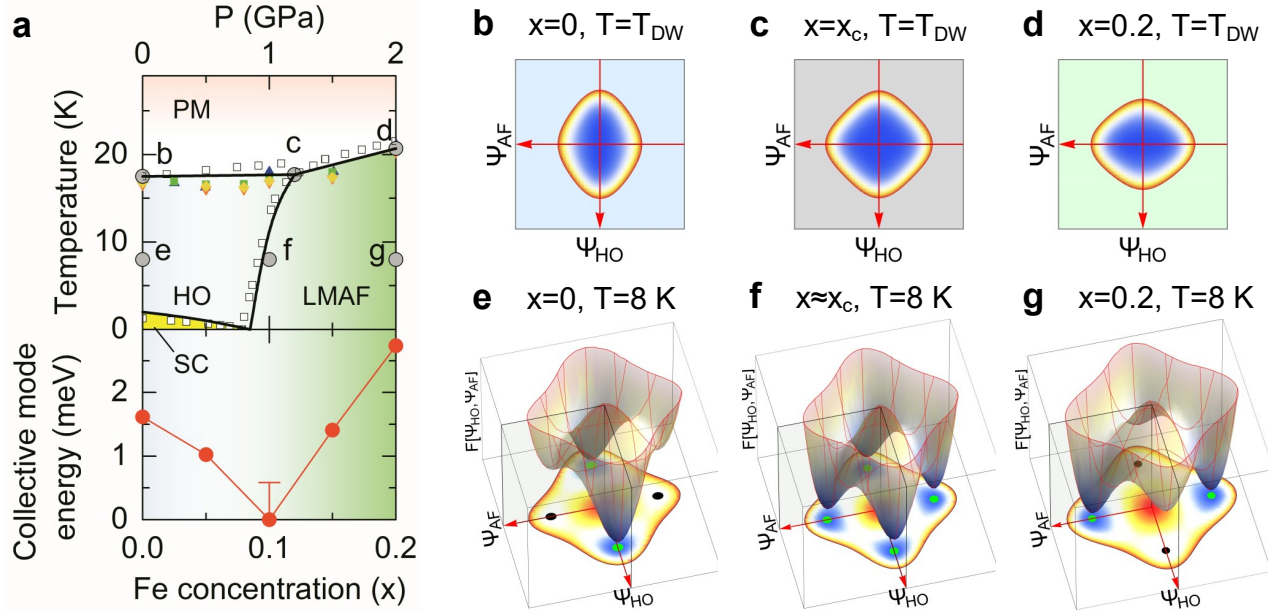 a
P (GPa)
0 1 2
Temperature (K)
20
10
0
PM
b
c
d
e
f
g
HO
LMAF
SC
Collective mode
energy (meV)
2
1
0
0.0 0.1 0.2
Fe concentration (x)
b x=0, T=T_DW
Ψ_AF
Ψ_HO
c x=x_c, T=T_DW
Ψ_AF
Ψ_HO
d x=0.2, T=T_DW
Ψ_AF
Ψ_HO
e x=0, T=8 K
F[Ψ_HO,Ψ_AF]
Ψ_AF
Ψ_HO
f x≈x_c, T=8 K
F[Ψ_HO,Ψ_AF]
Ψ_AF
Ψ_HO
g x=0.2, T=8 K
F[Ψ_HO,Ψ_AF]
Ψ_AF
Ψ_HO